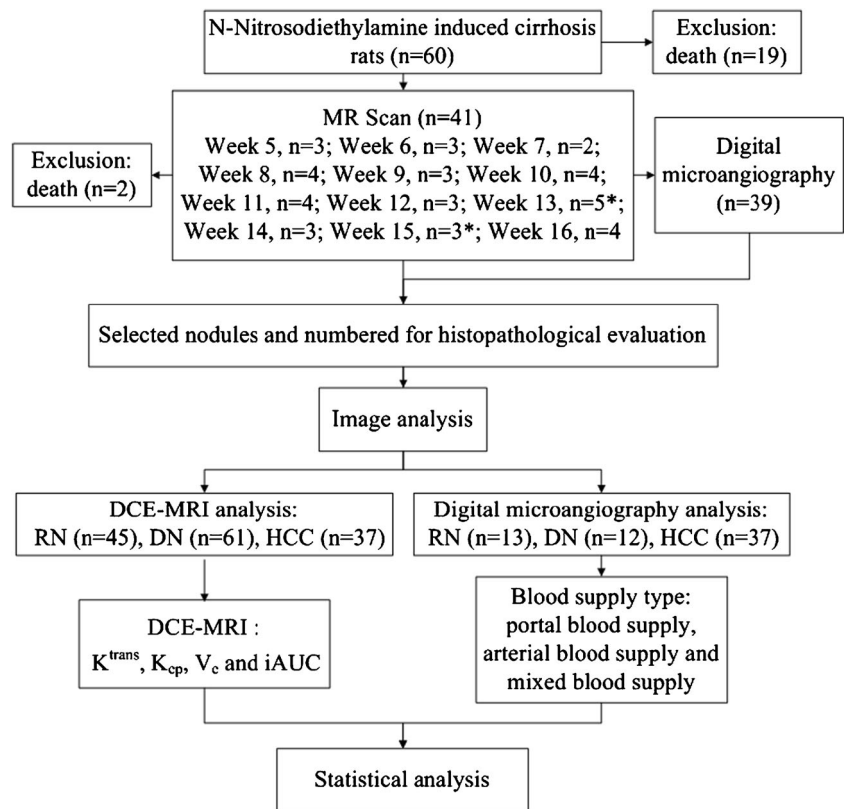 N-Nitrosodiethylamine induced cirrhosis
rats (n=60)
Exclusion:
death (n=19)
MR Scan (n=41)
Week 5, n=3; Week 6, n=3; Week 7, n=2;
Week 8, n=4; Week 9, n=3; Week 10, n=4;
Week 11, n=4; Week 12, n=3; Week 13, n=5*;
Week 14, n=3; Week 15, n=3*; Week 16, n=4
Exclusion:
death (n=2)
Digital
microangiography
(n=39)
Selected nodules and numbered for histopathological evaluation
Image analysis
DCE-MRI analysis:
RN (n=45), DN (n=61), HCC (n=37)
Digital microangiography analysis:
RN (n=13), DN (n=12), HCC (n=37)
DCE-MRI :
K^trans, K_ep, V_e and iAUC
Blood supply type:
portal blood supply,
arterial blood supply and
mixed blood supply
Statistical analysis